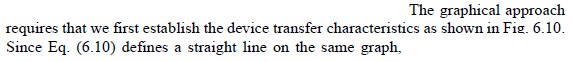 The graphical approach
requires that we first establish the device transfer characteristics as shown in Fig. 6.10.
Since Eq. (6.10) defines a straight line on the same graph,